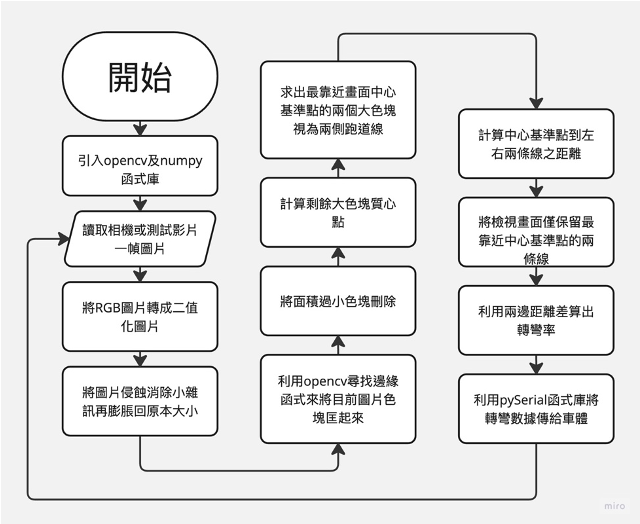 開始
引入opencv及numpy
函式庫
讀取相機或測試影片
一幀圖片
將RGB圖片轉成二值
化圖片
將圖片侵蝕消除小雜
訊再膨脹回原本大小
利用opencv尋找邊緣
函式來將目前圖片色
塊匡起來
將面積過小色塊刪除
計算剩餘大色塊質心
點
求出最靠近畫面中心
基準點的兩個大色塊
視為兩側跑道線
計算中心基準點到左
右兩條線之距離
將檢視畫面僅保留最
靠近中心基準點的兩
條線
利用兩邊距離差算出
轉彎率
利用pySerial函式庫將
轉彎數據傳給車體
miro